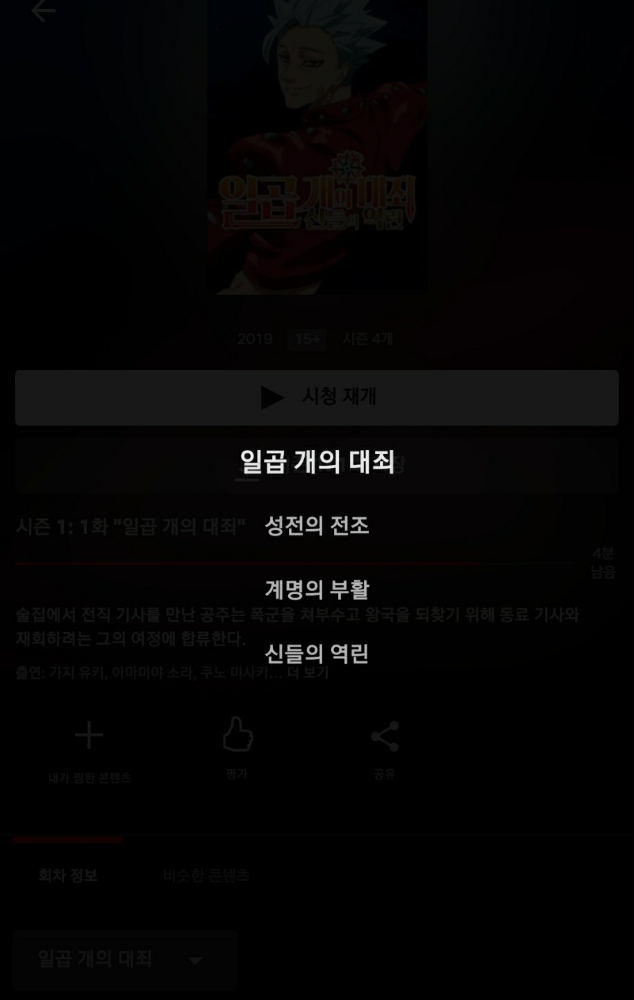 일곱 개의 대죄
신들의 역린
2019 15+ 시즌 4개
시청 재개
일곱 개의 대죄
시즌 1: 1화 "일곱 개의 대죄"
성전의 전조
4분
남음
계명의 부활
술집에서 전직 기사를 만난 공주는 폭군을 쳐부수고 왕국을 되찾기 위해 동료 기사와
재회하려는 그의 여정에 합류한다.
신들의 역린
출연: 가지 유키, 아마미야 소라, 쿠노 미사키... 더 보기
내가 찜한 콘텐츠
평가
공유
회차 정보
비슷한 콘텐츠
일곱 개의 대죄